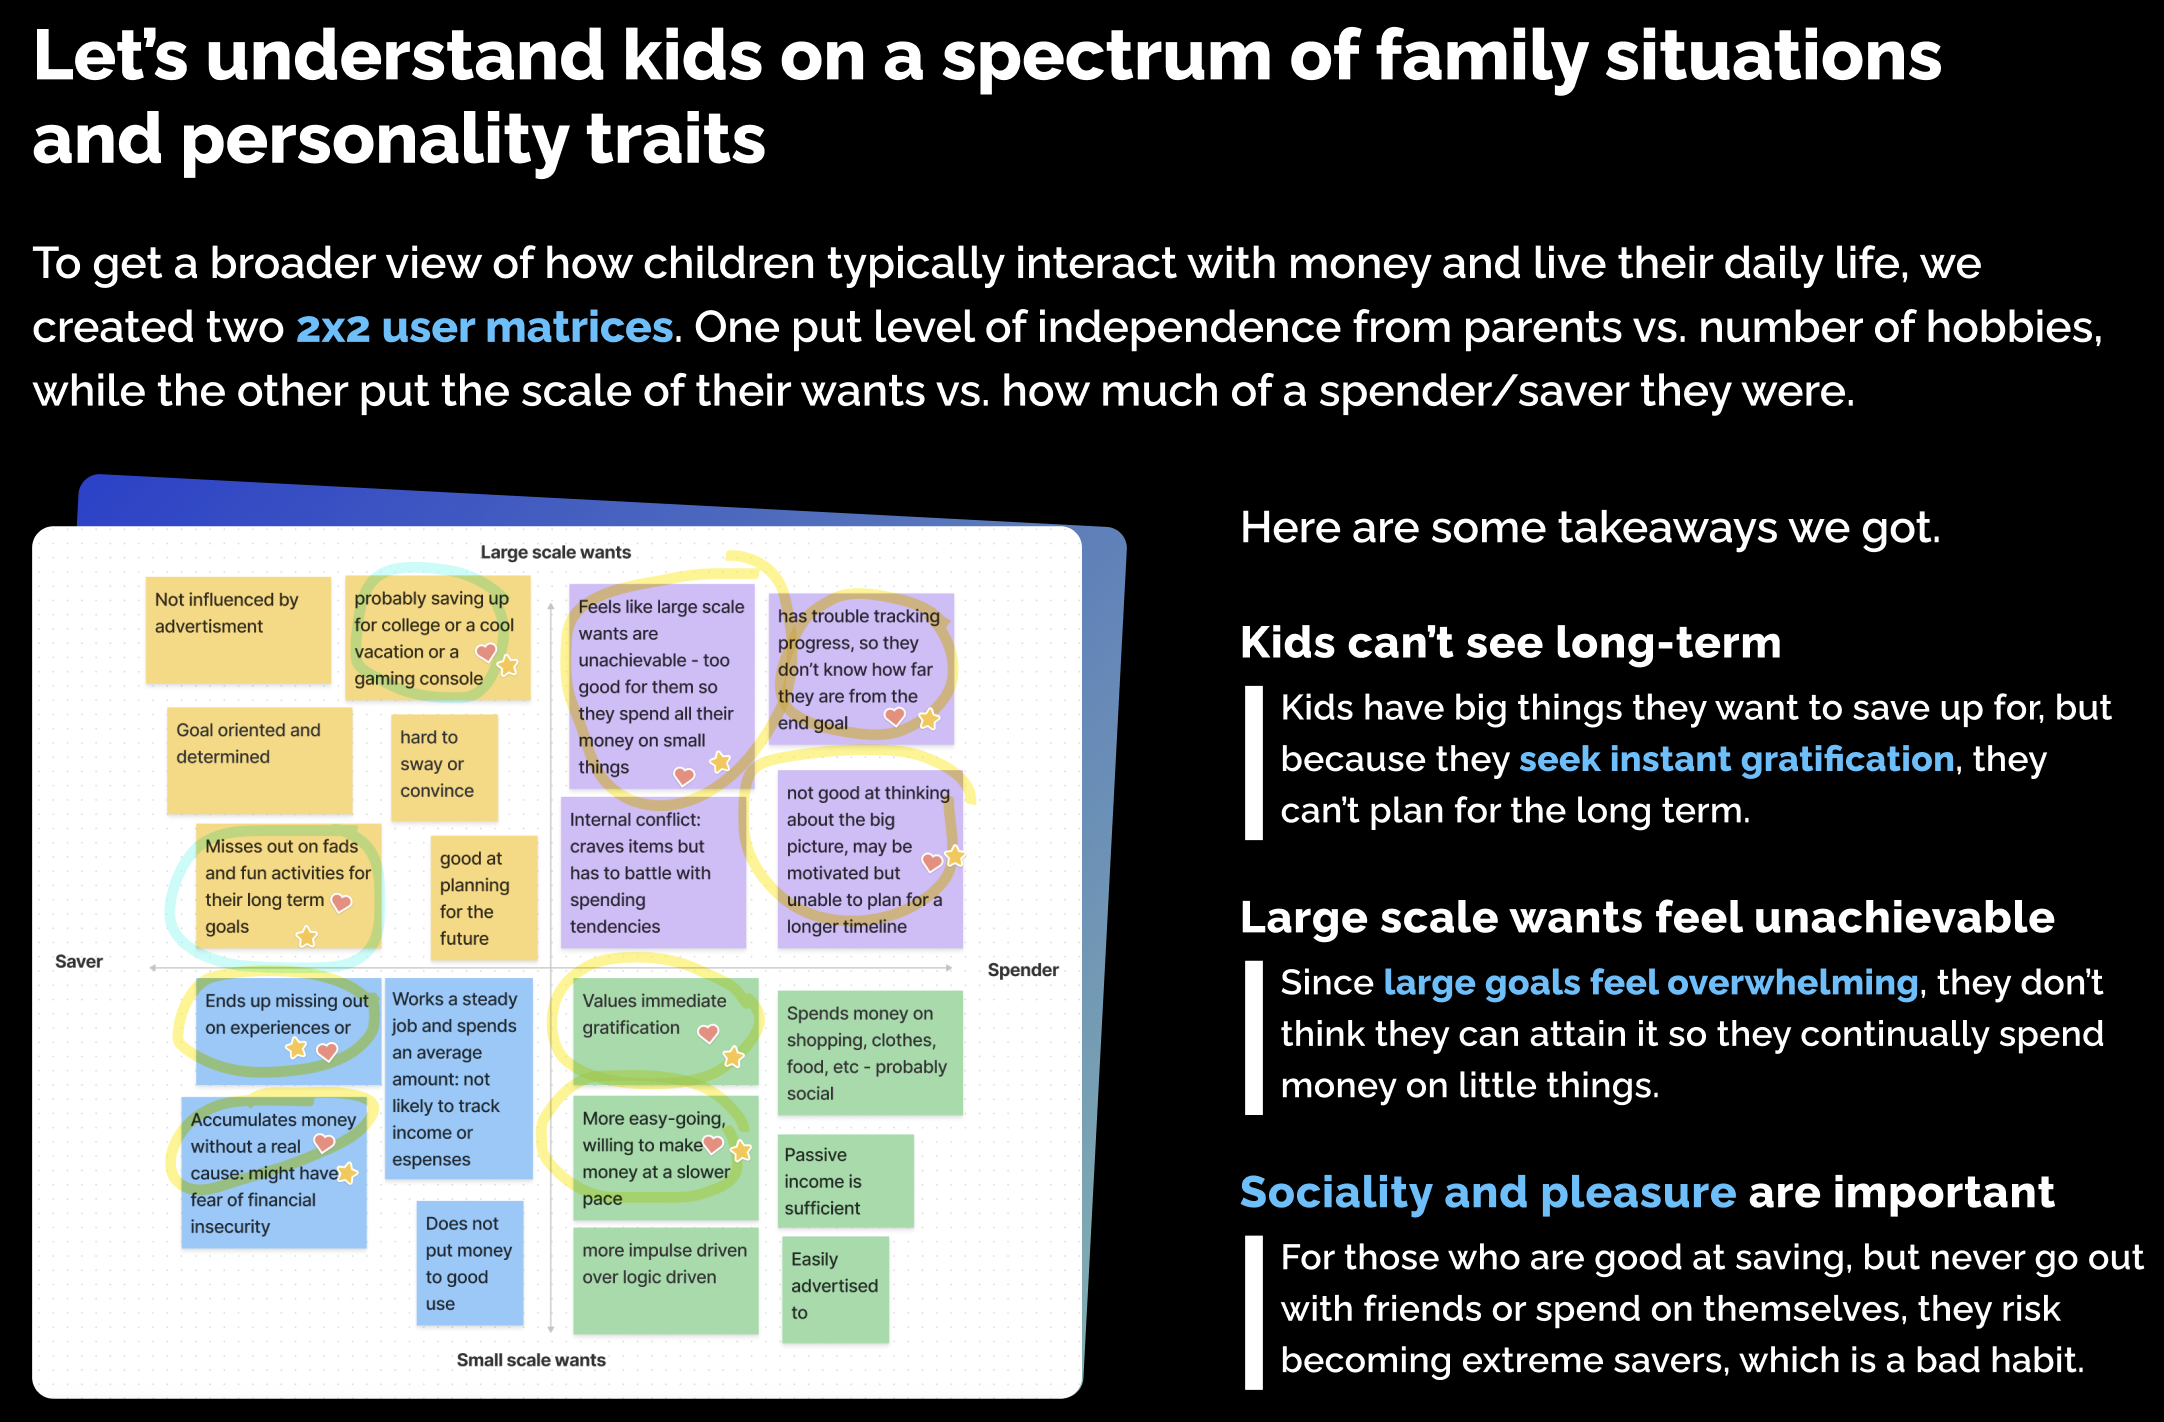 Let’s understand kids on a spectrum of family situations
and personality traits
To get a broader view of how children typically interact with money and live their daily life, we
created two 2x2 user matrices. One put level of independence from parents vs. number of hobbies,
while the other put the scale of their wants vs. how much of a spender/saver they were.
Large scale wants
Not influenced by
advertisment
probably saving up
for college or a cool
vacation or a
gaming console
Goal oriented and
determined
hard to
sway or
convince
Misses out on fads
and fun activities for
their long term
goals
good at
planning
for the
future
Feels like large scale
wants are
unachievable - too
good for them so
they spend all their
money on small
things
has trouble tracking
progress, so they
don’t know how far
they are from the
end goal
Internal conflict:
craves items but
has to battle with
spending
tendencies
not good at thinking
about the big
picture, may be
motivated but
unable to plan for a
longer timeline
Saver
Spender
Ends up missing out
on experiences or
Works a steady
job and spends
an average
amount: not
likely to track
income or
espenses
Accumulates money
without a real
cause: might have
fear of financial
insecurity
Does not
put money
to good
use
Values immediate
gratification
Spends money on
shopping, clothes,
food, etc - probably
social
More easy-going,
willing to make
money at a slower
pace
Passive
income is
sufficient
more impulse driven
over logic driven
Easily
advertised
to
Small scale wants
Here are some takeaways we got.
Kids can’t see long-term
Kids have big things they want to save up for, but
because they seek instant gratification, they
can’t plan for the long term.
Large scale wants feel unachievable
Since large goals feel overwhelming, they don’t
think they can attain it so they continually spend
money on little things.
Sociality and pleasure are important
For those who are good at saving, but never go out
with friends or spend on themselves, they risk
becoming extreme savers, which is a bad habit.